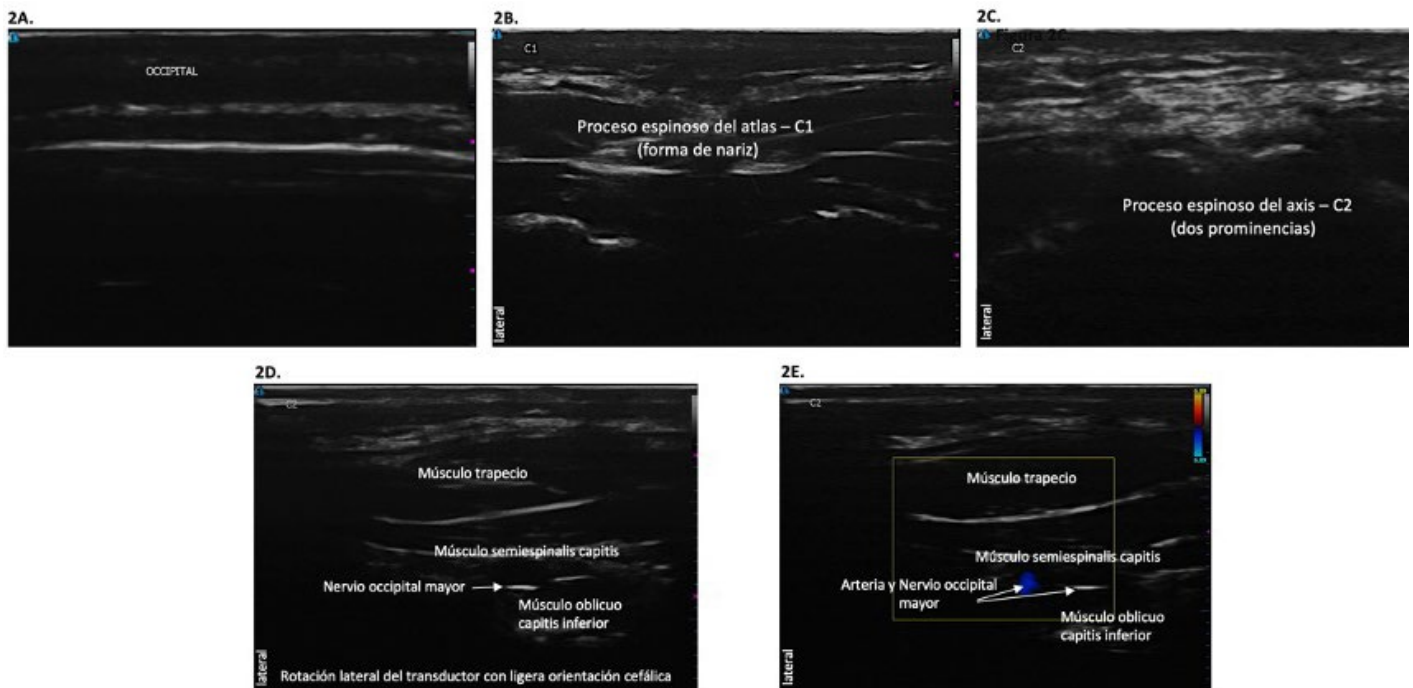 2A.
OCCIPITAL
2B.
C1
Proceso espinoso del atlas – C1
(forma de nariz)
lateral
2C.
Figura 2C
C2
Proceso espinoso del axis – C2
(dos prominencias)
lateral
2D.
C2
Músculo trapecio
Músculo semiespinalis capitis
Nervio occipital mayor
Músculo oblicuo
capitis inferior
lateral
Rotación lateral del transductor con ligera orientación cefálica
2E.
C2
Músculo trapecio
Músculo semiespinalis capitis
Arteria y Nervio occipital
mayor
Músculo oblicuo
capitis inferior
lateral